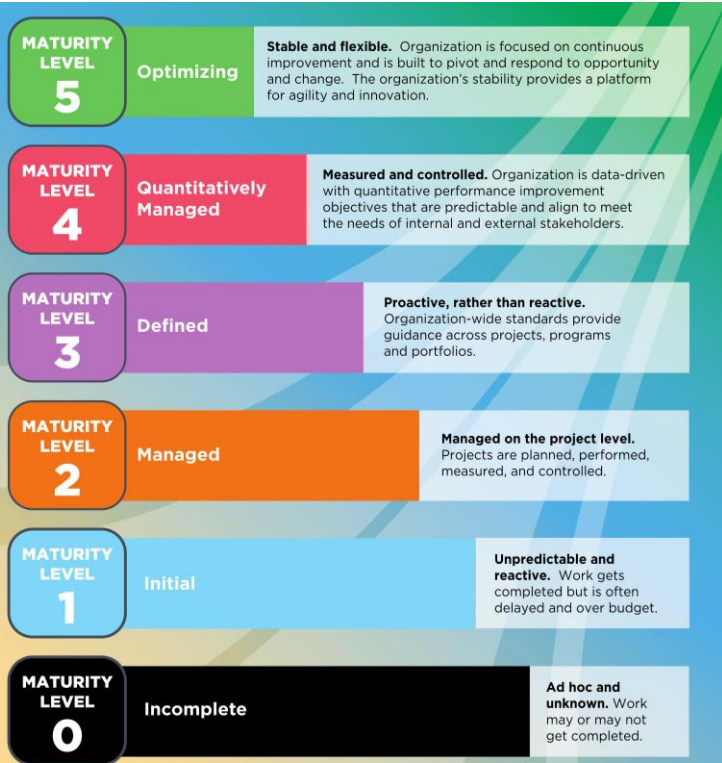 MATURITY
LEVEL
5
Optimizing
Stable and flexible. Organization is focused on continuous
improvement and is built to pivot and respond to opportunity
and change. The organization's stability provides a platform
for agility and innovation.
MATURITY
LEVEL
4
Quantitatively
Managed
Measured and controlled. Organization is data-driven
with quantitative performance improvement
objectives that are predictable and align to meet
the needs of internal and external stakeholders.
MATURITY
LEVEL
3
Defined
Proactive, rather than reactive.
Organization-wide standards provide
guidance across projects, programs
and portfolios.
MATURITY
LEVEL
2
Managed
Managed on the project level.
Projects are planned, performed,
measured, and controlled.
MATURITY
LEVEL
1
Initial
Unpredictable and
reactive. Work gets
completed but is often
delayed and over budget.
MATURITY
LEVEL
0
Incomplete
Ad hoc and
unknown. Work
may or may not
get completed.